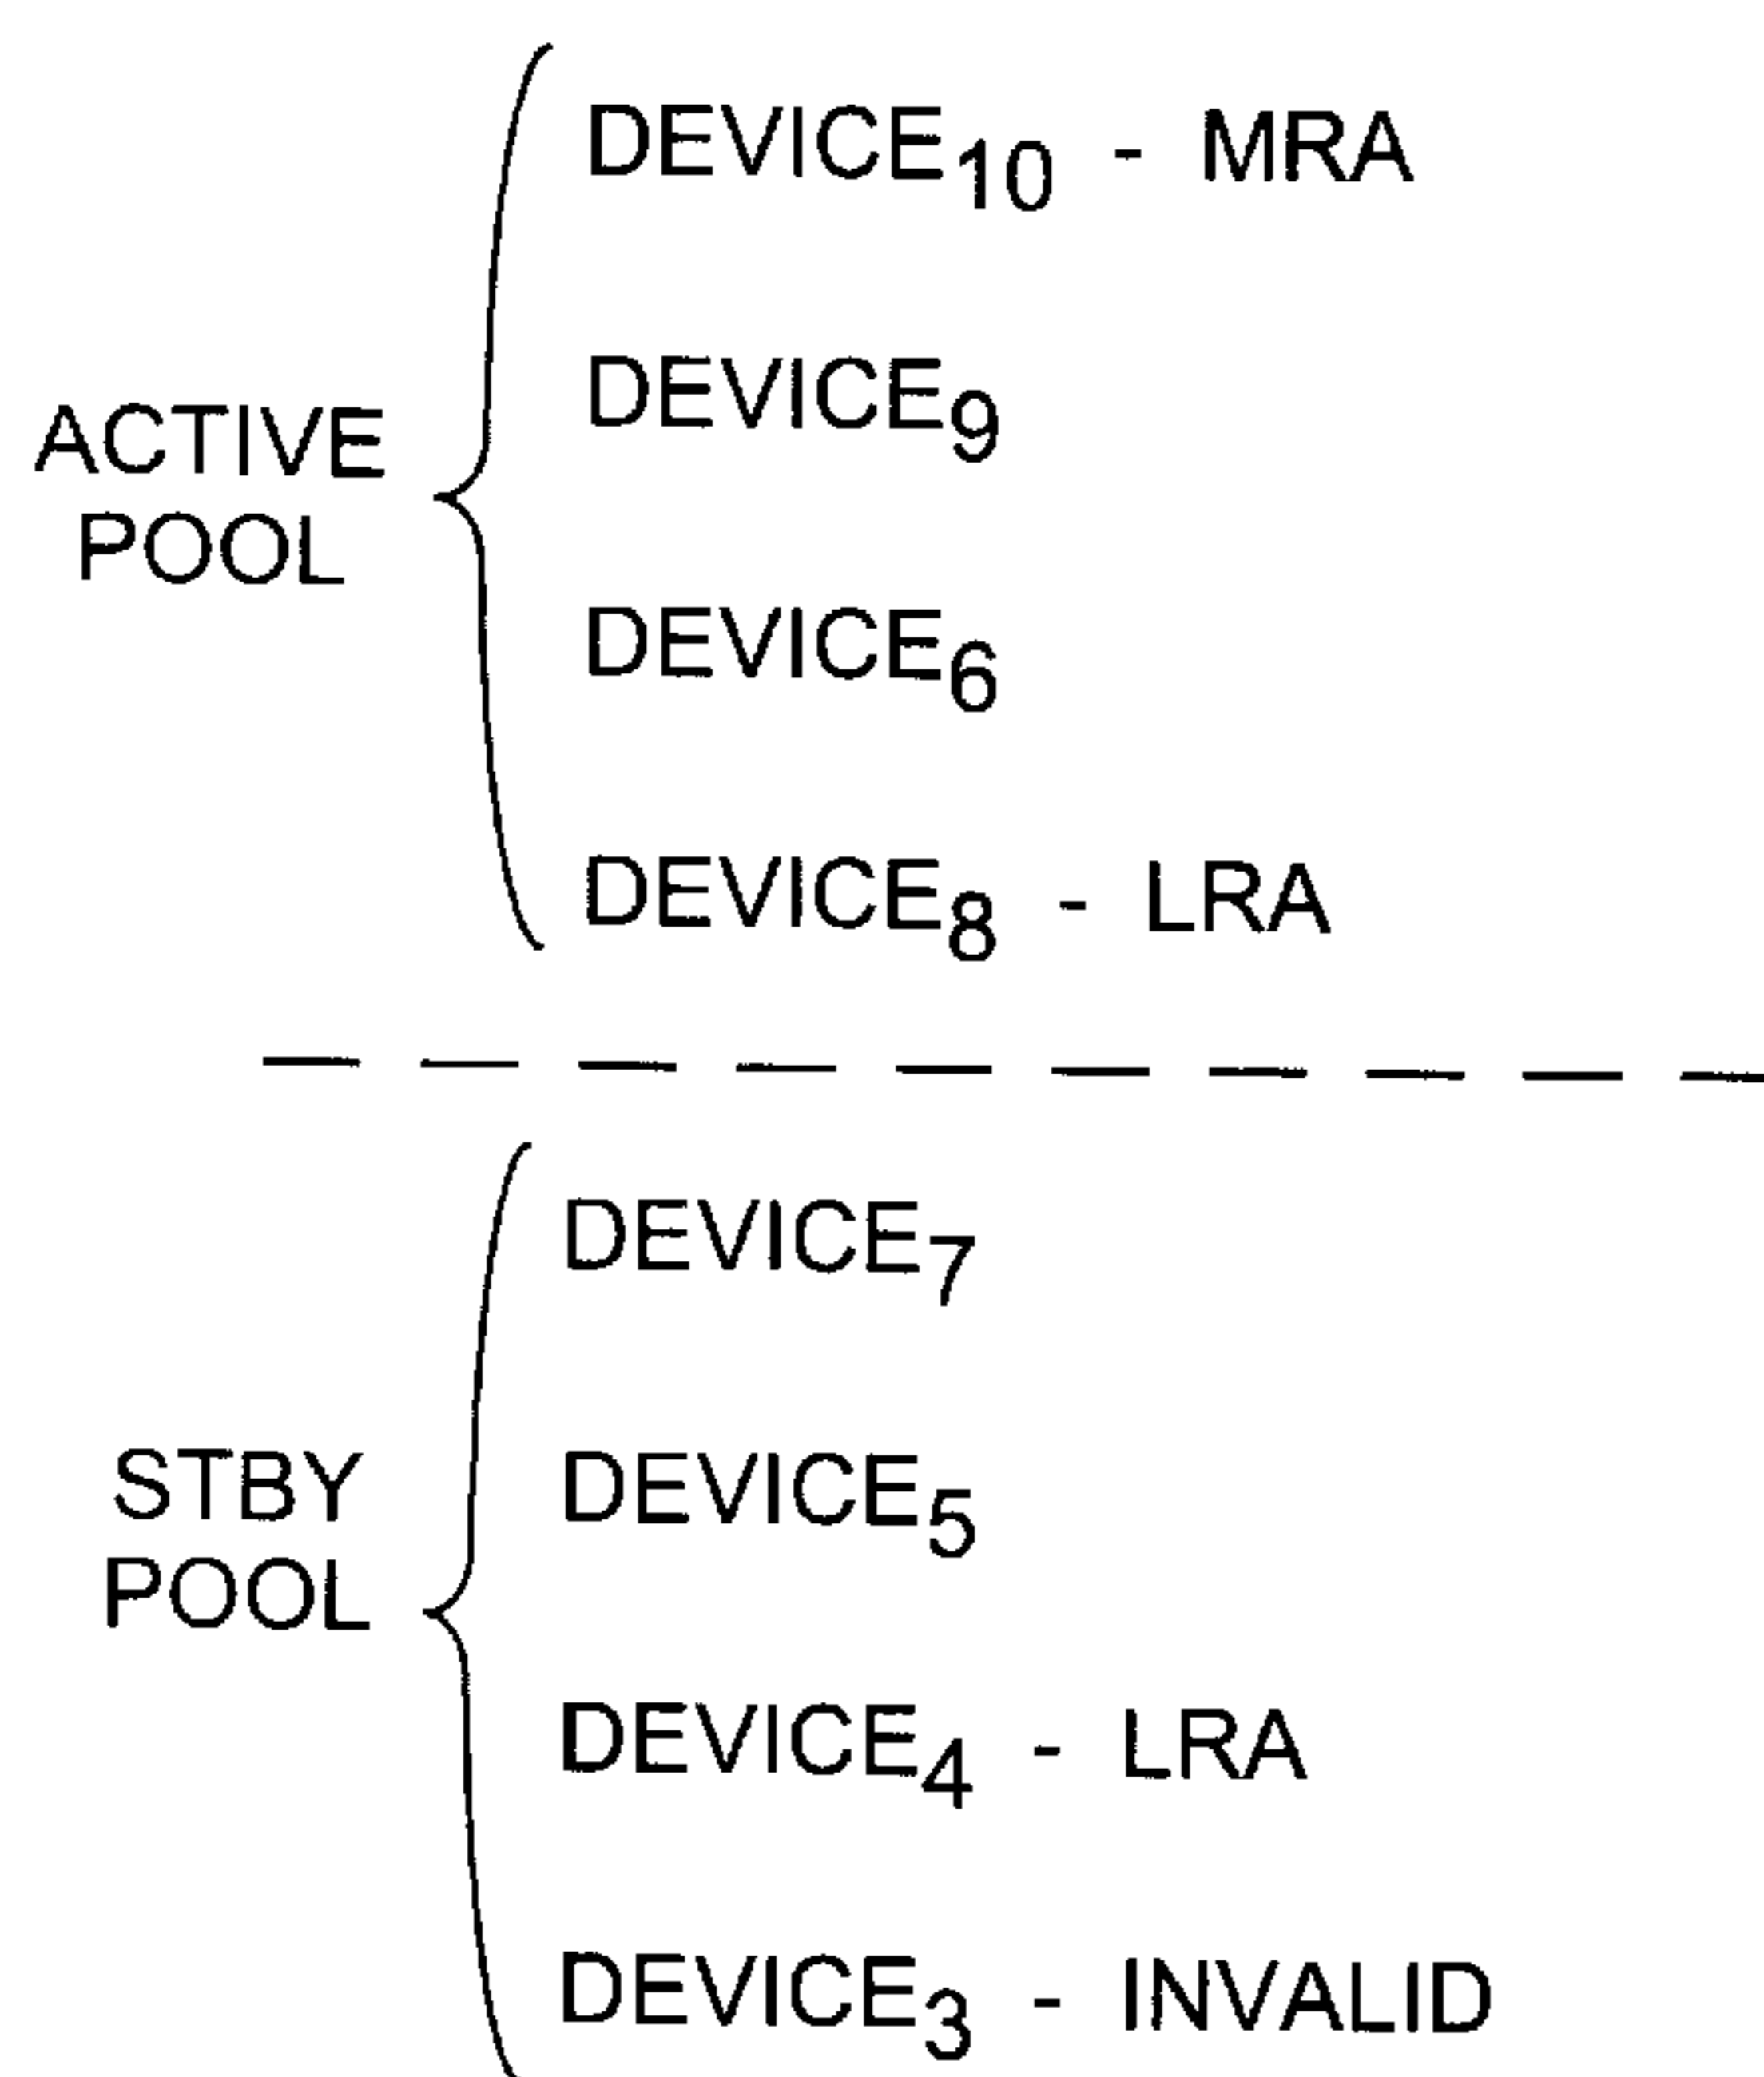 DEVICE10 - MRA
DEVICE9
ACTIVE
POOL
DEVICE6
DEVICE8 - LRA
DEVICE7
DEVICE5
STBY
POOL
DEVICE4 - LRA
DEVICE3 - INVALID